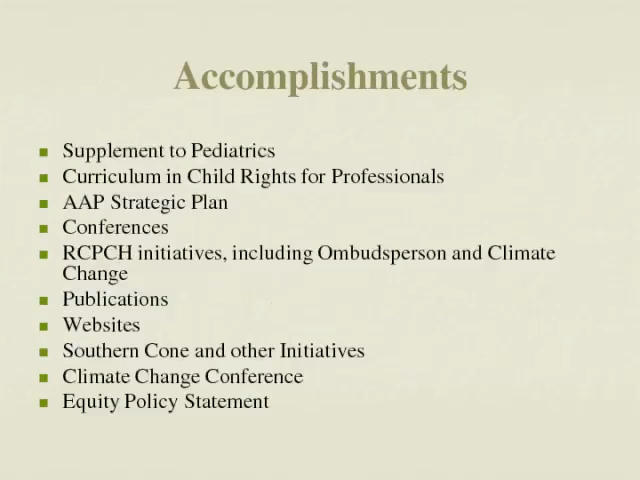 Accomplishments
Supplement to Pediatrics
Curriculum in Child Rights for Professionals
AAP Strategic Plan
Conferences
RCPCH initiatives, including Ombudsperson and Climate
Change
Publications
Websites
Southern Cone and other Initiatives
Climate Change Conference
Equity Policy Statement